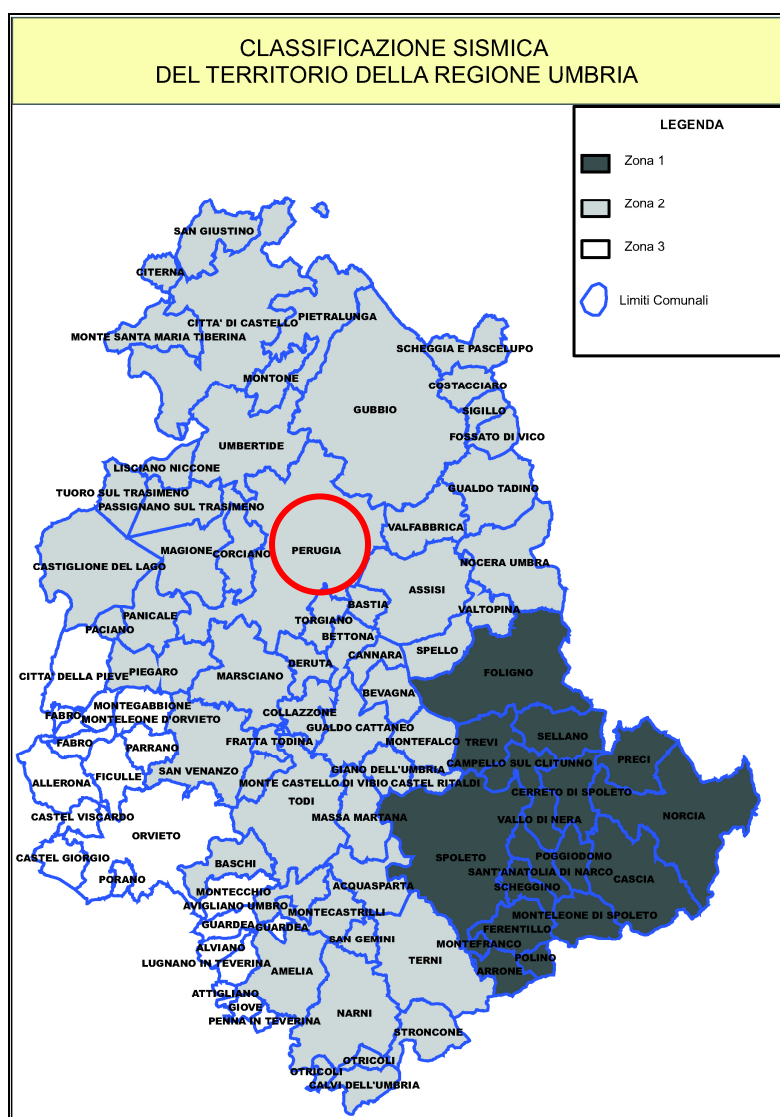 CLASSIFICAZIONE SISMICA
DEL TERRITORIO DELLA REGIONE UMBRIA
LEGENDA
Zona 1
Zona 2
Zona 3
Limiti Comunali
SAN GIUSTINO
CITERNA
PIETRALUNGA
CITTA' DI CASTELLO
MONTE SANTA MARIA TIBERINA
SCHEGGIA E PASCELUPO
MONTONE
COSTACCIARO
GUBBIO
SIGILLO
FOSSATO DI VICO
UMBERTIDE
LISCIANO NICCONE
GUALDO TADINO
TUORO SUL TRASIMENO
PASSIGNANO SUL TRASIMENO
VALFABBRICA
MAGIONE
CORCIANO
PERUGIA
NOCERA UMBRA
CASTIGLIONE DEL LAGO
ASSISI
BASTIA
VALTOPINA
PANICALE
TORGIANO
PACIANO
BETTONA
SPELLO
CANNARA
DERUTA
CITTA' DELLA PIEVE
PIEGARO
MARSCIANO
FOLIGNO
BEVAGNA
MONTEGABBIONE
COLLAZZONE
FABRO
MONTELEONE D'ORVIETO
GUALDO CATTANEO
SELLANO
FABRO
PARRANO
FRATTA TODINA
MONTEFALCO
TREVI
PRECI
CAMPELLO SUL CLITUNNO
SAN VENANZO
GIANO DELL'UMBRIA
ALLERONA
FICULLE
MONTE CASTELLO DI VIBIO
CASTEL RITALDI
CERRETO DI SPOLETO
TODI
CASTEL VISCARDO
MASSA MARTANA
VALLO DI NERA
NORCIA
ORVIETO
CASTEL GIORGIO
BASCHI
SPOLETO
POGGIODOMO
SANT'ANATOLIA DI NARCO
PORANO
CASCIA
MONTECCHIO
ACQUASPARTA
SCHEGGINO
AVIGLIANO UMBRO
MONTECASTRILLI
MONTELEONE DI SPOLETO
GUARDEA
GUARDEA
FERENTILLO
SAN GEMINI
ALVIANO
MONTEFRANCO
LUGNANO IN TEVERINA
TERNI
POLINO
AMELIA
ARRONE
ATTIGLIANO
GIOVE
NARNI
PENNA IN TEVERINA
STRONCONE
OTRICOLI
OTRICOLI
CALVI DELL'UMBRIA